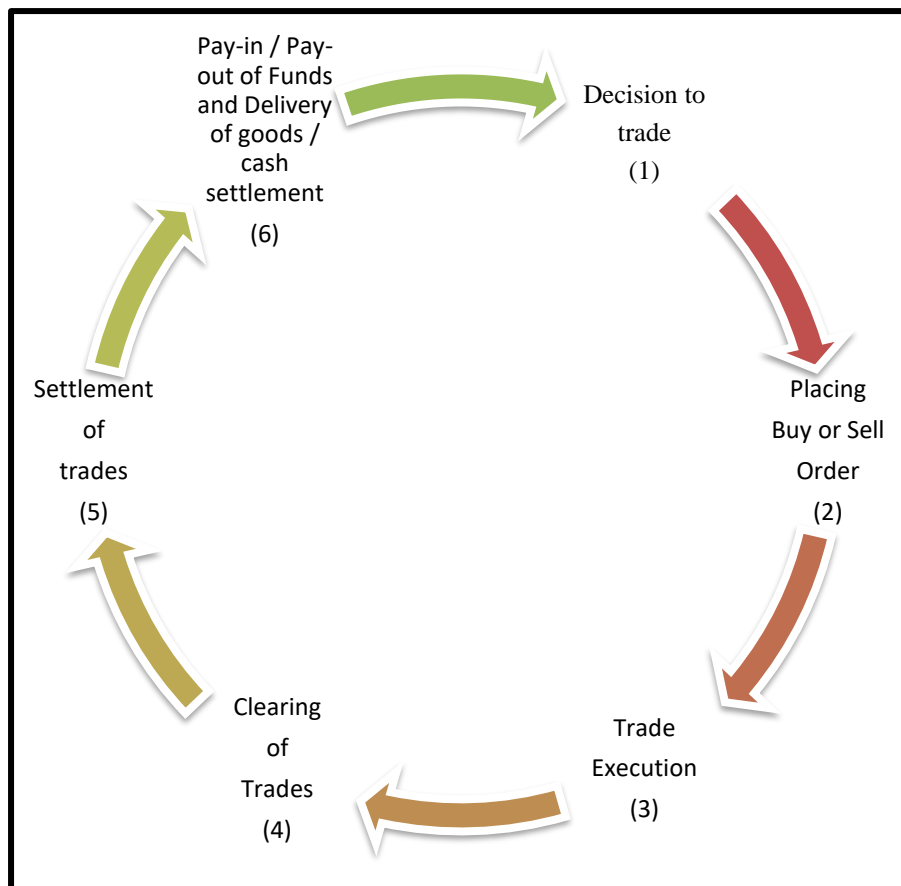 Decision to
trade
(1)
Placing
Buy or Sell
Order
(2)
Trade
Execution
(3)
Clearing
of
Trades
(4)
Settlement
of
trades
(5)
Pay-in / Pay-
out of Funds
and Delivery
of goods /
cash
settlement
(6)